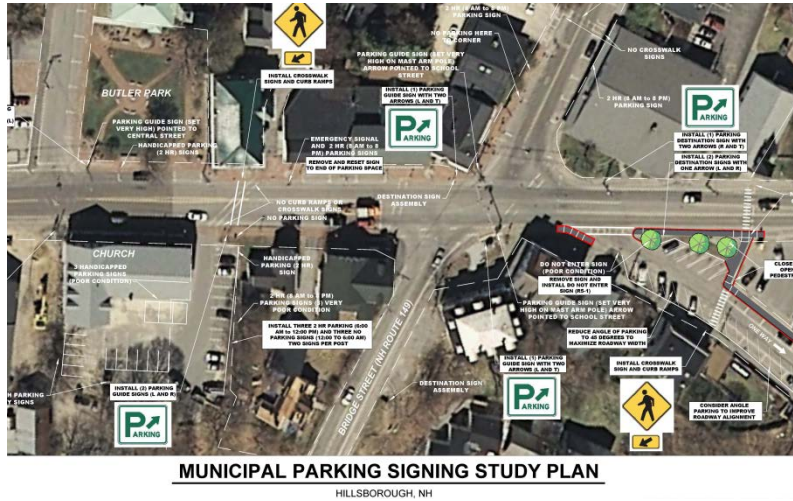 2 HR (8 AM to 6 PM)
PARKING SIGN
NO PARKING HERE
TO CORNER
NO CROSSWALK
SIGNS
PARKING GUIDE SIGN (SET VERY
HIGH ON MAST ARM POLE)
ARROW POINTED TO SCHOOL
STREET
INSTALL CROSSWALK
SIGNS AND CURB RAMPS
BUTLER PARK
INSTALL (1) PARKING
GUIDE SIGN WITH TWO
ARROWS (L AND T)
2 HR (8 AM to 6 PM)
PARKING SIGN
PARKING
PARKING
PARKING GUIDE SIGN (SET
VERY HIGH) POINTED TO
CENTRAL STREET
HANDICAPPED PARKING
(2 HR) SIGNS
EMERGENCY SIGNAL
AND 2 HR (8 AM to 6
PM) PARKING SIGNS
REMOVE AND RESET SIGN
TO END OF PARKING SPACE
INSTALL (1) PARKING
DESTINATION SIGN WITH
TWO ARROWS (R AND T)
INSTALL (2) PARKING
DESTINATION SIGNS WITH
ONE ARROW (L AND R)
DESTINATION SIGN
ASSEMBLY
NO CURB RAMPS OR
CROSSWALK SIGNS
NO PARKING SIGN
CHURCH
3 HANDICAPPED
PARKING SIGNS
(POOR CONDITION)
HANDICAPPED
PARKING (2 HR)
SIGN
DO NOT ENTER SIGN
(POOR CONDITION)
REMOVE SIGN AND
INSTALL DO NOT ENTER
SIGN (R5-1)
CLOSE
OPEN
PEDESTR
PARKING SIGNS (5) VERY
POOR CONDITION
PARKING GUIDE SIGN (SET VERY
HIGH ON MAST ARM POLE) ARROW
POINTED TO SCHOOL STREET
INSTALL THREE 2 HR PARKING (6:00
AM to 12:00 PM) AND THREE NO
PARKING SIGNS (12:00 TO 6:00 AM)
TWO SIGNS PER POST
REDUCE ANGLE OF PARKING
TO 45 DEGREES TO
MAXIMIZE ROADWAY WIDTH
ONE WAY
BRIDGE STREET (NH ROUTE 149)
INSTALL (1) PARKING
GUIDE SIGN WITH TWO
ARROWS (L AND T)
INSTALL CROSSWALK
SIGN AND CURB RAMPS
DESTINATION SIGN
ASSEMBLY
INSTALL (2) PARKING
GUIDE SIGNS (L AND R)
H PARKING
Y SIGNS
PARKING
PARKING
CONSIDER ANGLE
PARKING TO IMPROVE
ROADWAY ALIGNMENT
MUNICIPAL PARKING SIGNING STUDY PLAN
HILLSBOROUGH, NH